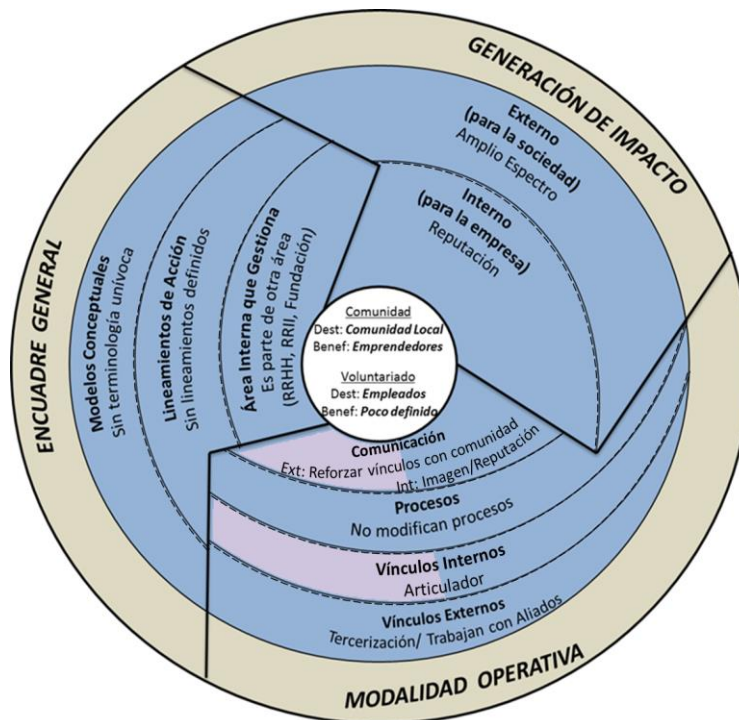 GENERACIÓN DE IMPACTO
Externo
(para la sociedad)
Amplio Espectro
Interno
(para la empresa)
Reputación
ENCUADRE GENERAL
Modelos Conceptuales
Sin terminología unívoca
Lineamientos de Acción
Sin lineamientos definidos
Área Interna que Gestiona
Es parte de otra área
(RRHH, RRII, Fundación)
Comunidad
Dest: Comunidad Local
Benef: Emprendedores
Voluntariado
Dest: Empleados
Benef: Poco definido
Comunicación
Ext: Reforzar vínculos con comunidad
Int: Imagen/Reputación
Procesos
No modifican procesos
Vínculos Internos
Articulador
Vínculos Externos
Tercerización/ Trabajan con Aliados
MODALIDAD OPERATIVA